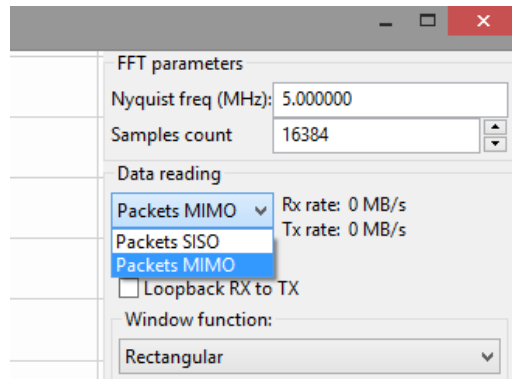 FFT parameters
Nyquist freq (MHz): 5.000000
Samples count 16384
Data reading
Packets MIMO Rx rate: 0 MB/s
Tx rate: 0 MB/s
Packets SISO
Packets MIMO
Loopback RX to TX
Window function:
Rectangular